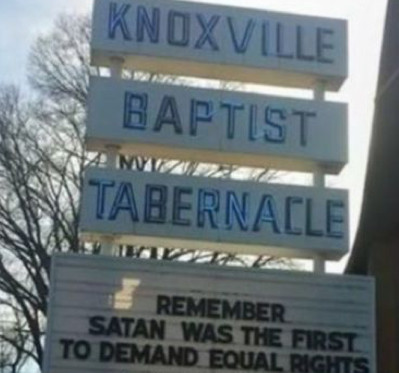 KNOXVILLE
BAPTIST
TABERNACLE
REMEMBER
SATAN WAS THE FIRST
TO DEMAND EQUAL RIGHTS